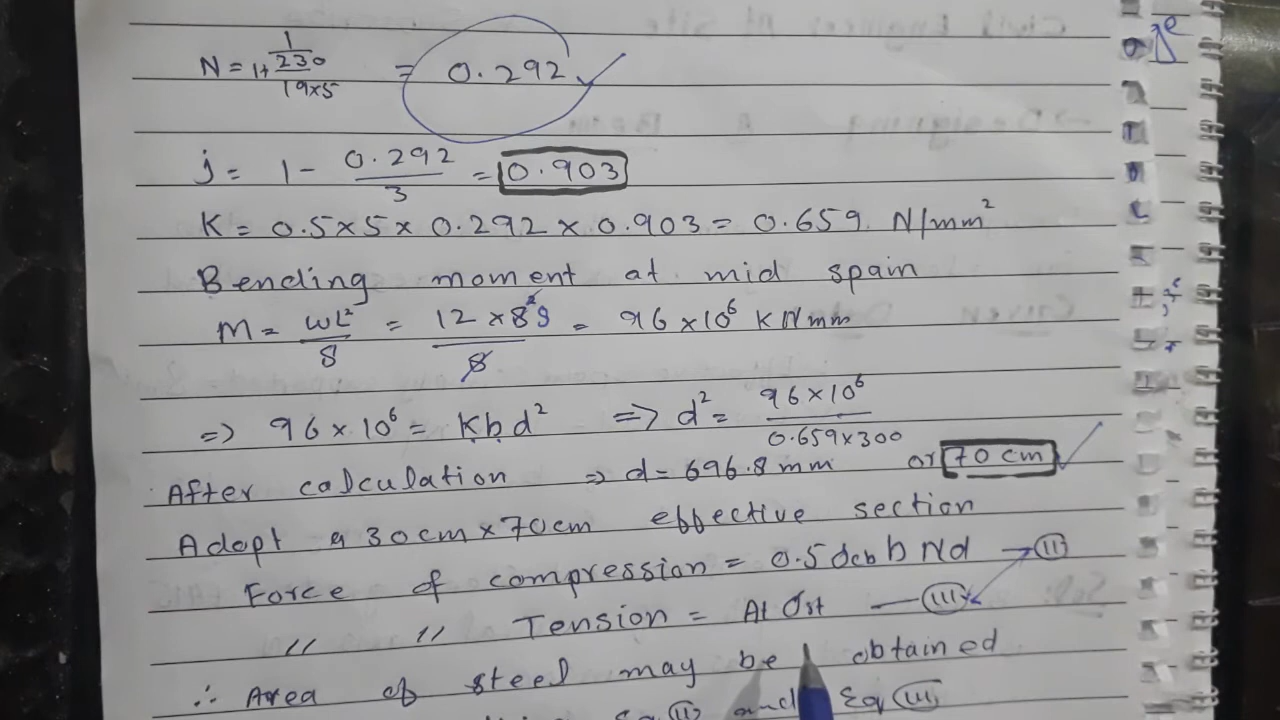 N = 1/(1+ 230/(19×5)) = 0.292 ✓
j = 1 - 0.292/3 = 0.903
K = 0.5×5×0.292×0.903 = 0.659 N/mm²
Bending moment at mid spain
M = wL²/8 = 12×8²/8 = 96×10⁶ KNmm
=> 96×10⁶ = Kbd² => d² = 96×10⁶/(0.659×300)
After calculation => d = 696.8 mm or 70 cm ✓
Adopt a 30cm×70cm effective section
Force of compression = 0.5 σcb b Nd → (II)
" " Tension = At σst — (III)
∴ Area of steel may be obtained
Eq (II) and Eq (III)